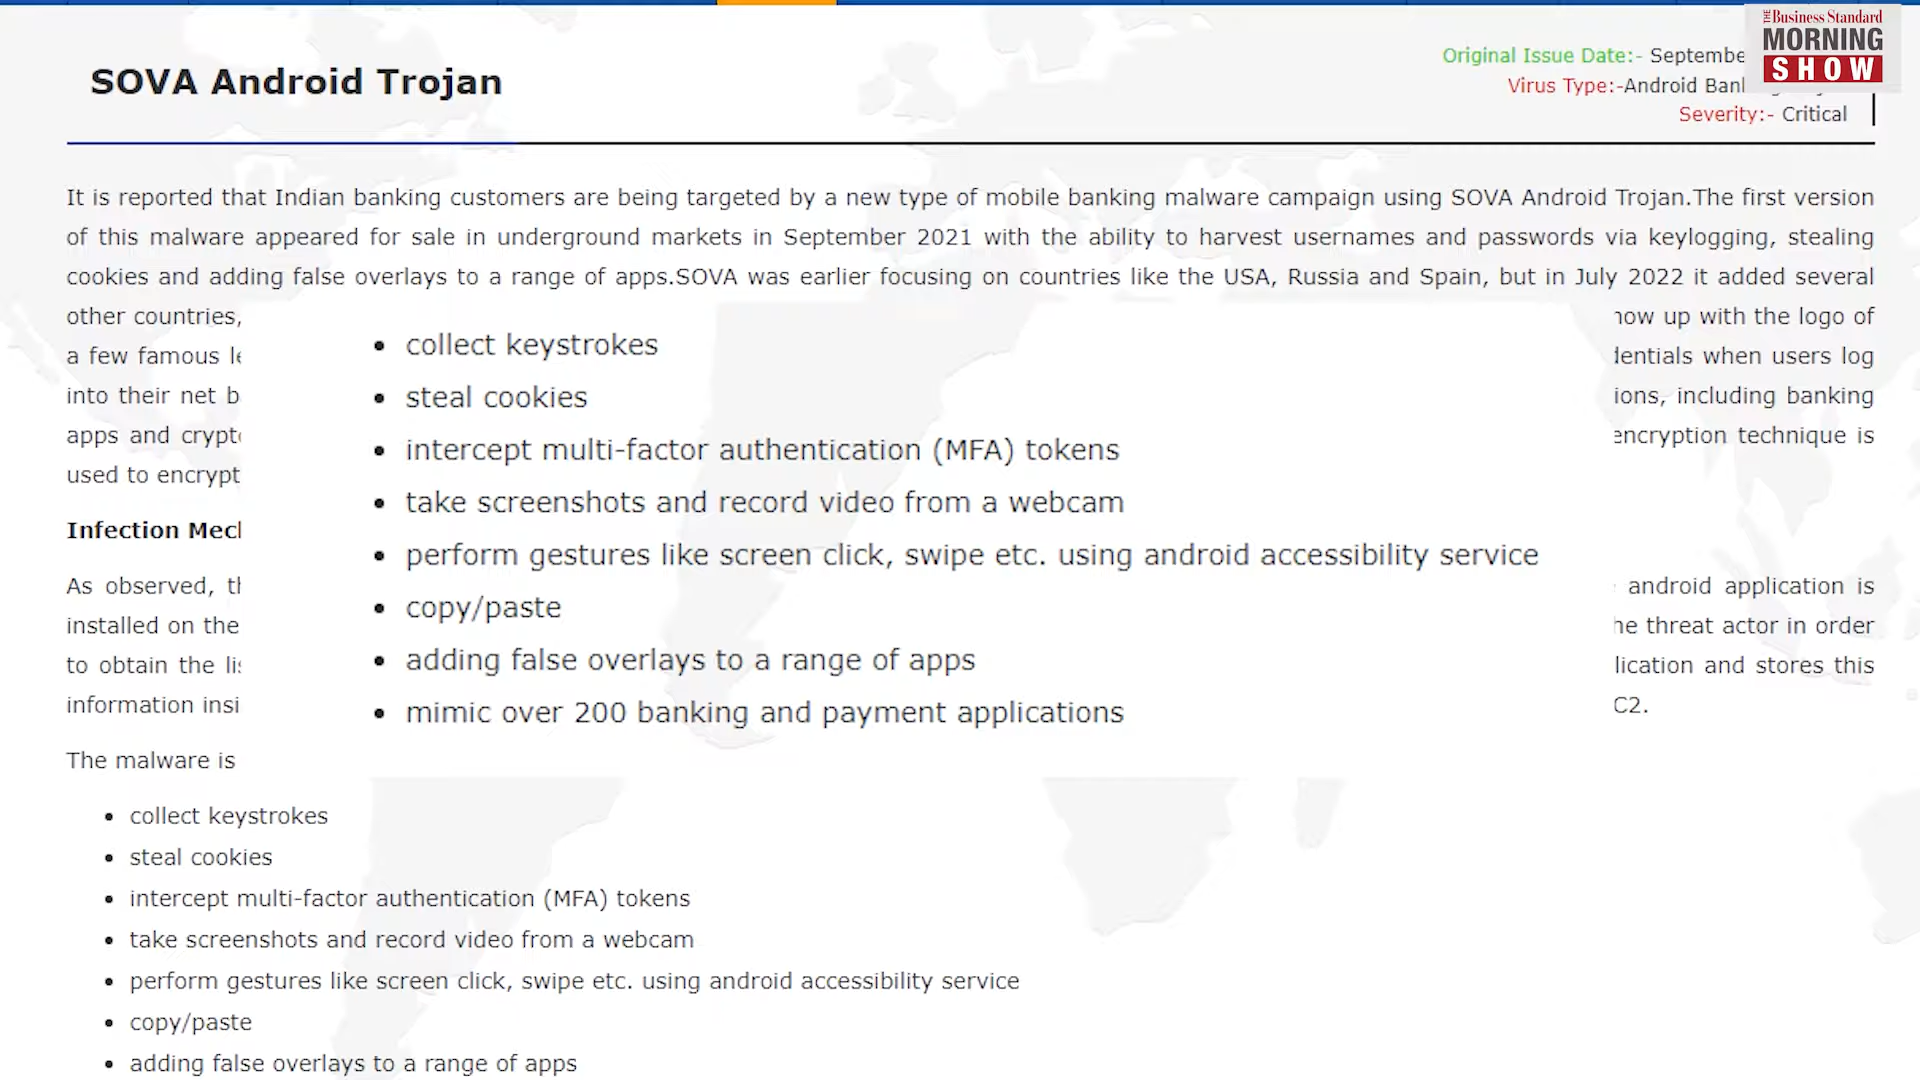 THE Business Standard
MORNING
SHOW
SOVA Android Trojan
Original Issue Date:-
Virus Type:-Android
Severity:- Critical
It is reported that Indian banking customers are being targeted by a new type of mobile banking malware campaign using SOVA Android Trojan.The first version
of this malware appeared for sale in underground markets in September 2021 with the ability to harvest usernames and passwords via keylogging, stealing
cookies and adding false overlays to a range of apps.SOVA was earlier focusing on countries like the USA, Russia and Spain, but in July 2022 it added several
other countries, up with the logo of
a few famous when users log
into their net including banking
apps and encryption technique is
used to encrypt
Infection
As observed, android application is
installed on the threat actor in order
to obtain the and stores this
information C2.
The malware is
collect keystrokes
steal cookies
intercept multi-factor authentication (MFA) tokens
take screenshots and record video from a webcam
perform gestures like screen click, swipe etc. using android accessibility service
copy/paste
adding false overlays to a range of apps
mimic over 200 banking and payment applications
collect keystrokes
steal cookies
intercept multi-factor authentication (MFA) tokens
take screenshots and record video from a webcam
perform gestures like screen click, swipe etc. using android accessibility service
copy/paste
adding false overlays to a range of apps